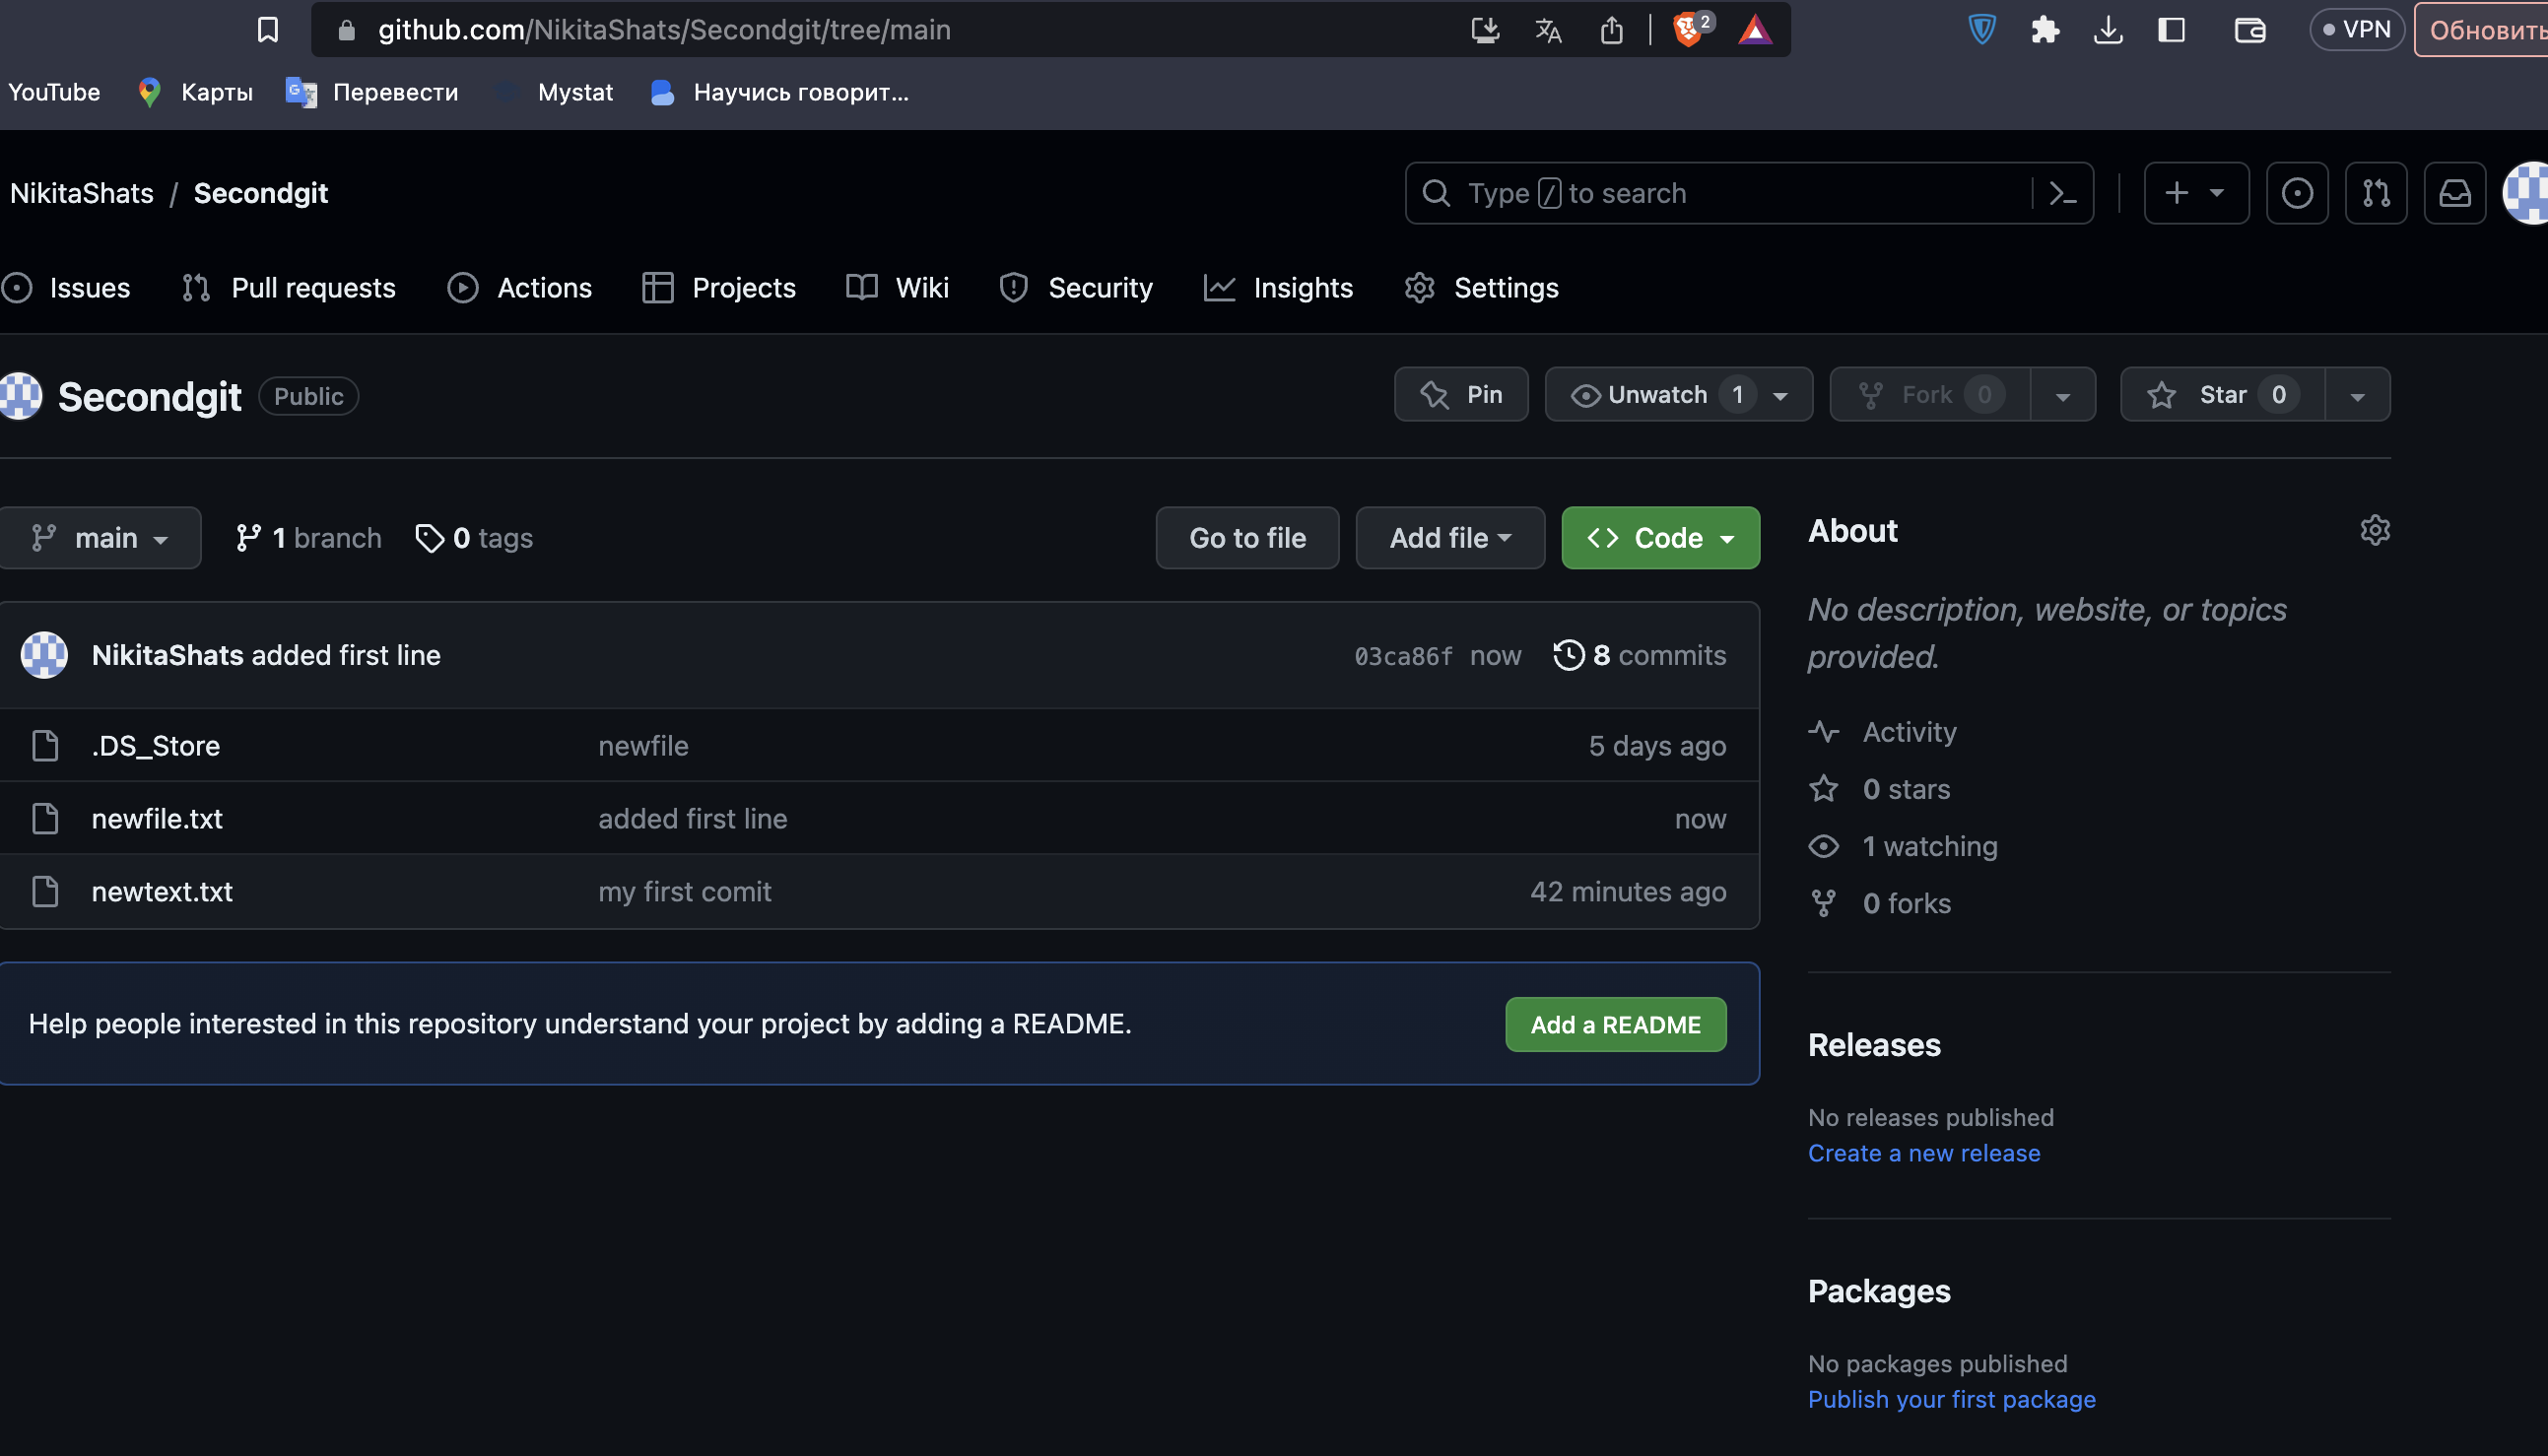 github.com/NikitaShats/Secondgit/tree/main
2
VPN
Обновить
YouTube
Карты
Перевести
Mystat
Научись говорит...
NikitaShats / Secondgit
Type / to search
Issues
Pull requests
Actions
Projects
Wiki
Security
Insights
Settings
Secondgit Public
Pin
Unwatch 1
Fork 0
Star 0
main
1 branch
0 tags
Go to file
Add file
Code
NikitaShats added first line 03ca86f now 8 commits
.DS_Store newfile 5 days ago
newfile.txt added first line now
newtext.txt my first comit 42 minutes ago
Help people interested in this repository understand your project by adding a README.
Add a README
About
No description, website, or topics
provided.
Activity
0 stars
1 watching
0 forks
Releases
No releases published
Create a new release
Packages
No packages published
Publish your first package